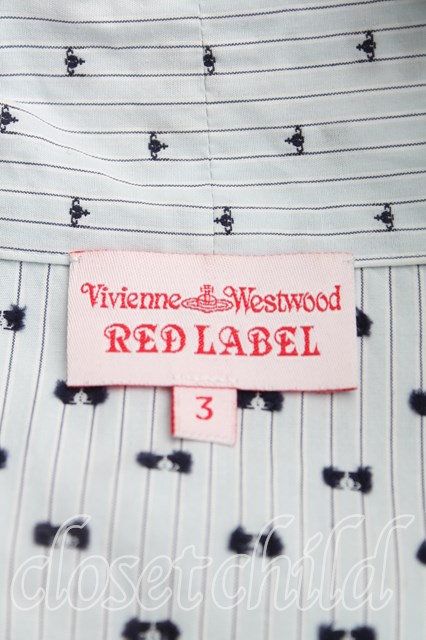 Vivienne Westwood
RED LABEL
3
closetchild